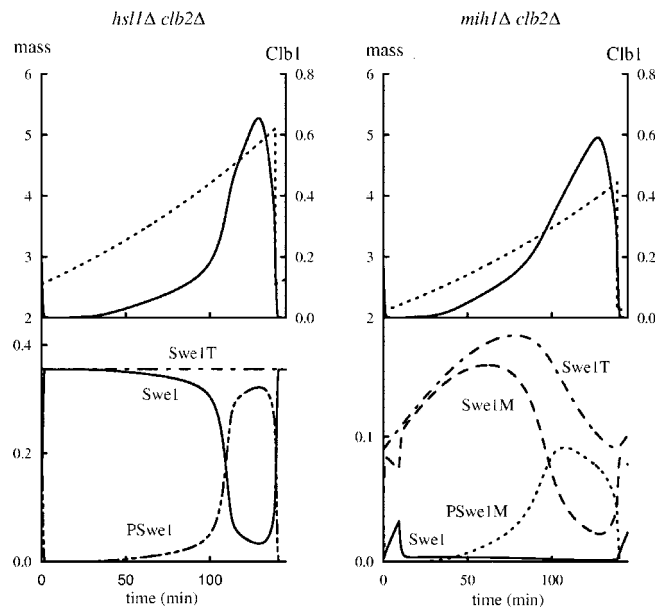 hsl1Δ clb2Δ
mih1Δ clb2Δ
mass
Clb1
mass
Clb1
6
0.8
6
0.8
5
0.6
5
0.6
4
0.4
4
0.4
3
0.2
3
0.2
2
0.0
2
0.0
0.4
Swe1T
Swe1
0.2
PSwe1
0.0
Swe1T
Swe1M
0.1
PSwe1M
Swe1
0.0
0
50
100
0
50
100
time (min)
time (min)